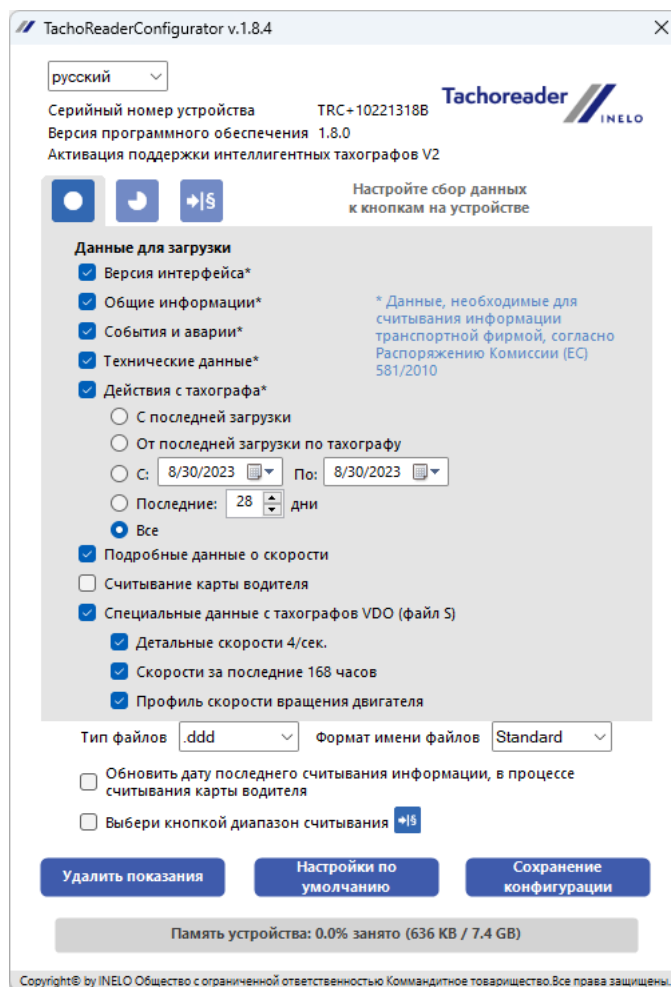 TachoReaderConfigurator v.1.8.4
русский
Tachoreader
INELO
Серийный номер устройства TRC+10221318B
Версия программного обеспечения 1.8.0
Активация поддержки интеллигентных тахографов V2
Настройте сбор данных
к кнопкам на устройстве
Данные для загрузки
Версия интерфейса*
Общие информации*
События и аварии*
Технические данные*
* Данные, необходимые для
считывания информации
транспортной фирмой, согласно
Распоряжению Комиссии (ЕС)
581/2010
Действия с тахографа*
С последней загрузки
От последней загрузки по тахографу
С: 8/30/2023 По: 8/30/2023
Последние: 28 дни
Все
Подробные данные о скорости
Считывание карты водителя
Специальные данные с тахографов VDO (файл S)
Детальные скорости 4/сек.
Скорости за последние 168 часов
Профиль скорости вращения двигателя
Тип файлов .ddd Формат имени файлов Standard
Обновить дату последнего считывания информации, в процессе
считывания карты водителя
Выбери кнопкой диапазон считывания
Удалить показания
Настройки по
умолчанию
Сохранение
конфигурации
Память устройства: 0.0% занято (636 KB / 7.4 GB)
Copyright© by INELO Общество с ограниченной ответственностью Коммандитное товарищество.Все права защищены.